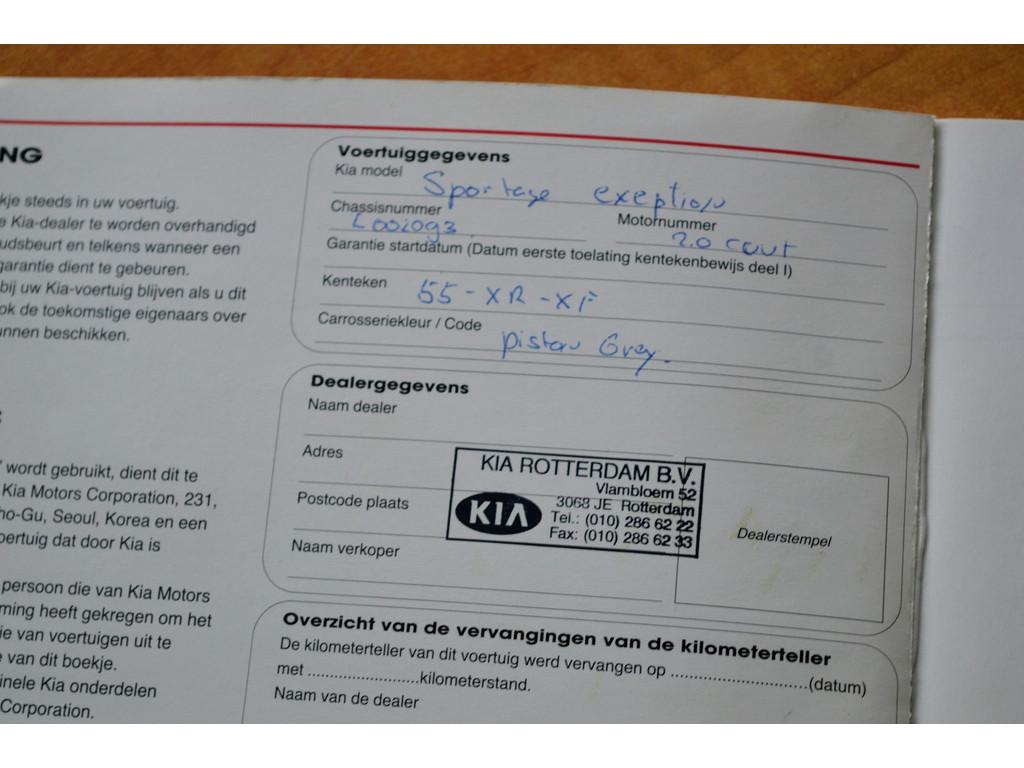 NG
kje steeds in uw voertuig.
e Kia-dealer te worden overhandigd
udsbeurt en telkens wanneer een
garantie dient te gebeuren.
bij uw Kia-voertuig blijven als u dit
ok de toekomstige eigenaars over
unnen beschikken.
wordt gebruikt, dient dit te
Kia Motors Corporation, 231,
ho-Gu, Seoul, Korea en een
oertuig dat door Kia is
persoon die van Kia Motors
ming heeft gekregen om het
ie van voertuigen uit te
van dit boekje.
inele Kia onderdelen
Corporation.
Voertuiggegevens
Kia model Sportage exeption
Chassisnummer L002093 Motornummer 2.0 CVVT
Garantie startdatum (Datum eerste toelating kentekenbewijs deel I)
Kenteken 55-XR-XF
Carrosseriekleur / Code piston Grey.
Dealergegevens
Naam dealer
Adres
Postcode plaats
Naam verkoper
KIA ROTTERDAM B.V.
Vlambloem 52
3068 JE Rotterdam
Tel.: (010) 286 62 22
Fax: (010) 286 62 33
KIA
Dealerstempel
Overzicht van de vervangingen van de kilometerteller
De kilometerteller van dit voertuig werd vervangen op ............................(datum)
met .......................kilometerstand.
Naam van de dealer